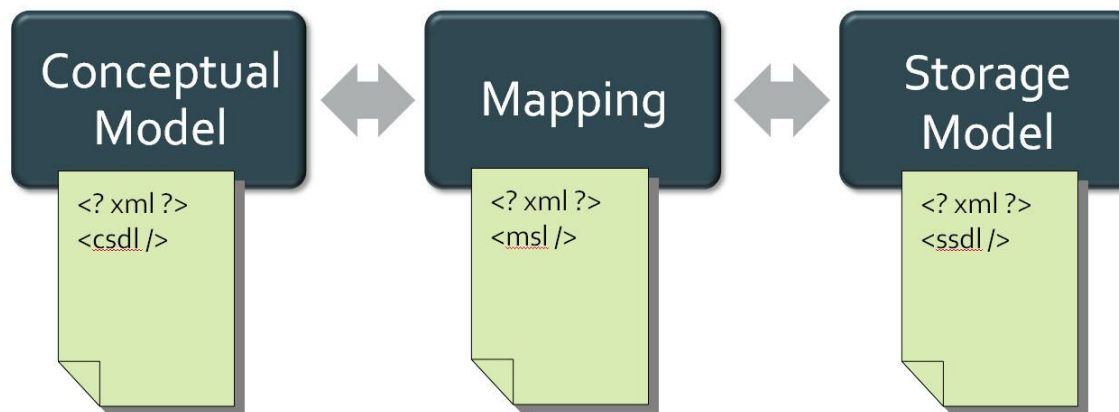 Conceptual
Model
Mapping
Storage
Model
<? xml ?>
<csdl />
<? xml ?>
<msl />
<? xml ?>
<ssdl />